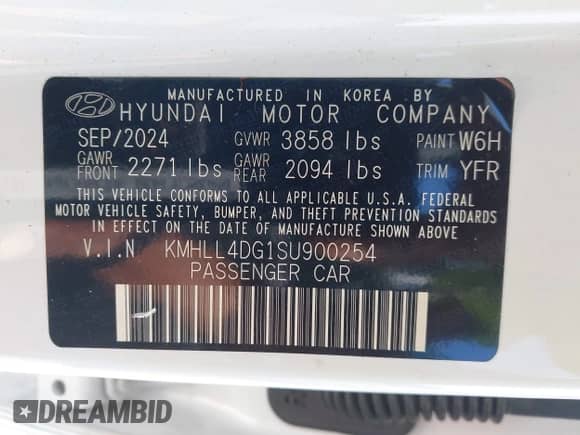 MANUFACTURED IN KOREA BY
HYUNDAI MOTOR COMPANY
SEP/2024 GVWR 3858 lbs PAINT W6H
GAWR FRONT 2271 lbs GAWR REAR 2094 lbs TRIM YFR
THIS VEHICLE CONFORMS TO ALL APPLICABLE U.S.A. FEDERAL
MOTOR VEHICLE SAFETY, BUMPER, AND THEFT PREVENTION STANDARDS
IN EFFECT ON THE DATE OF MANUFACTURE SHOWN ABOVE
V.I.N KMHLL4DG1SU900254
PASSENGER CAR
DREAMBID